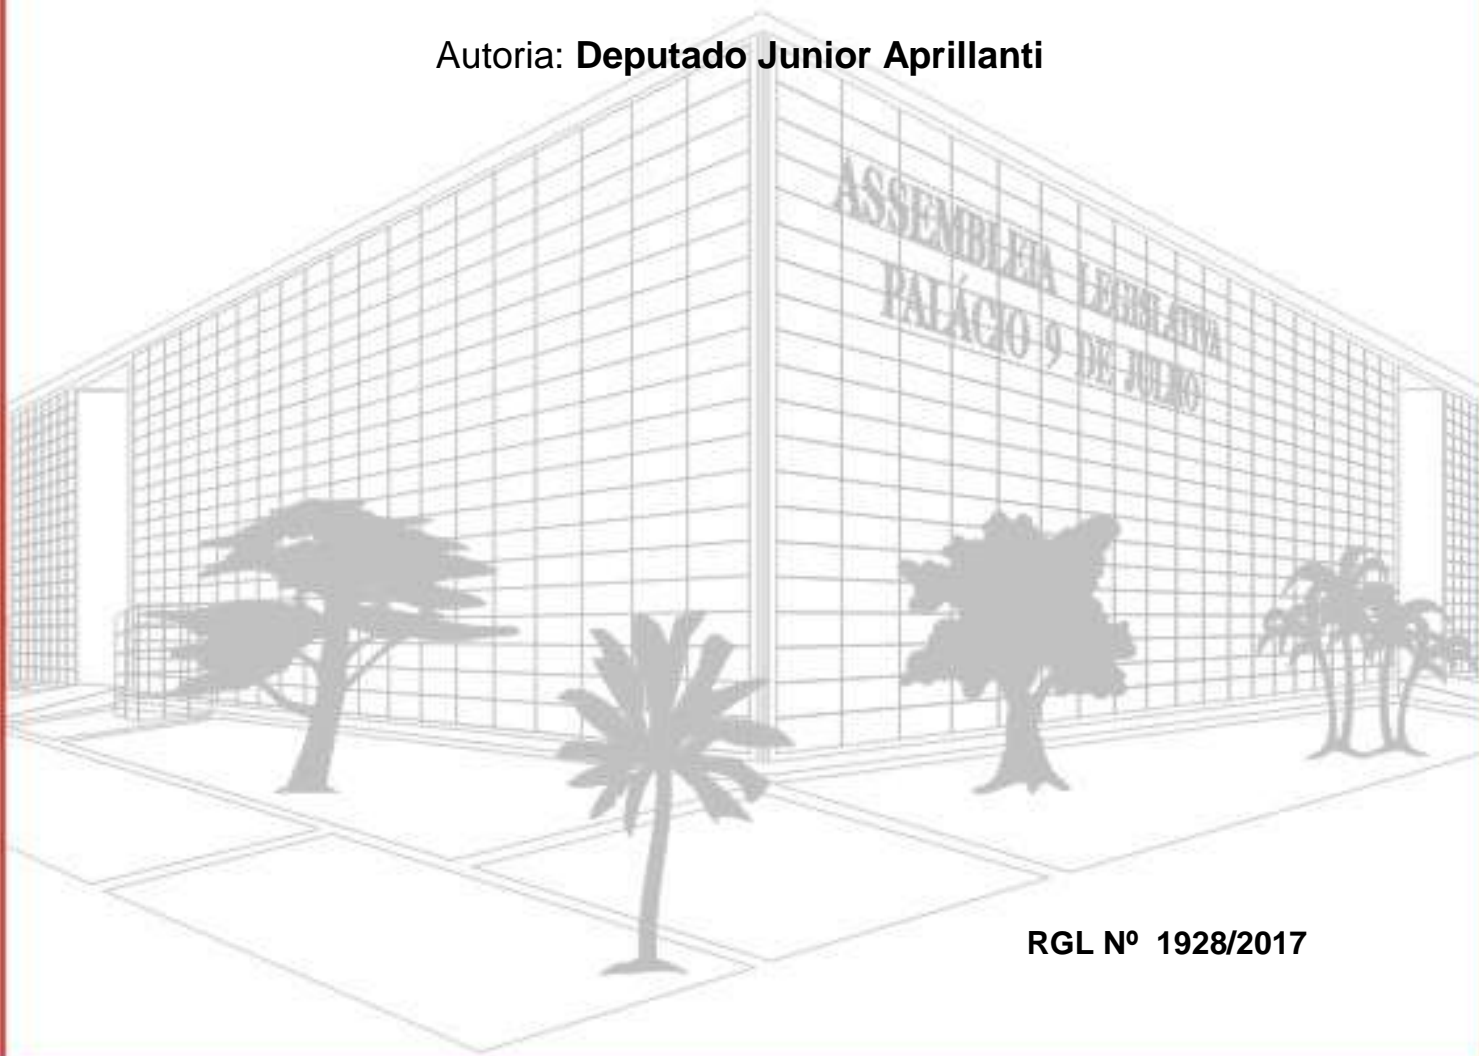 Autoria: Deputado Junior Aprillanti
ASSEMBLEIA LEGISLATIVA
PALÁCIO 9 DE JULHO
RGL Nº 1928/2017